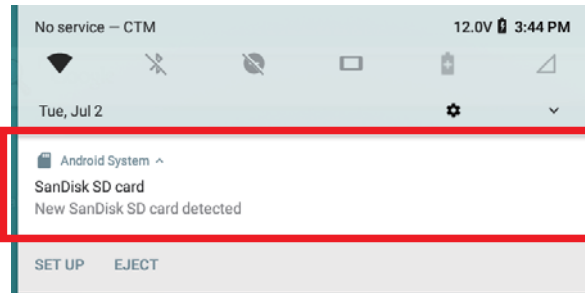 No service — CTM 12.0V 3:44 PM
Tue, Jul 2
Android System
SanDisk SD card
New SanDisk SD card detected
SET UP EJECT